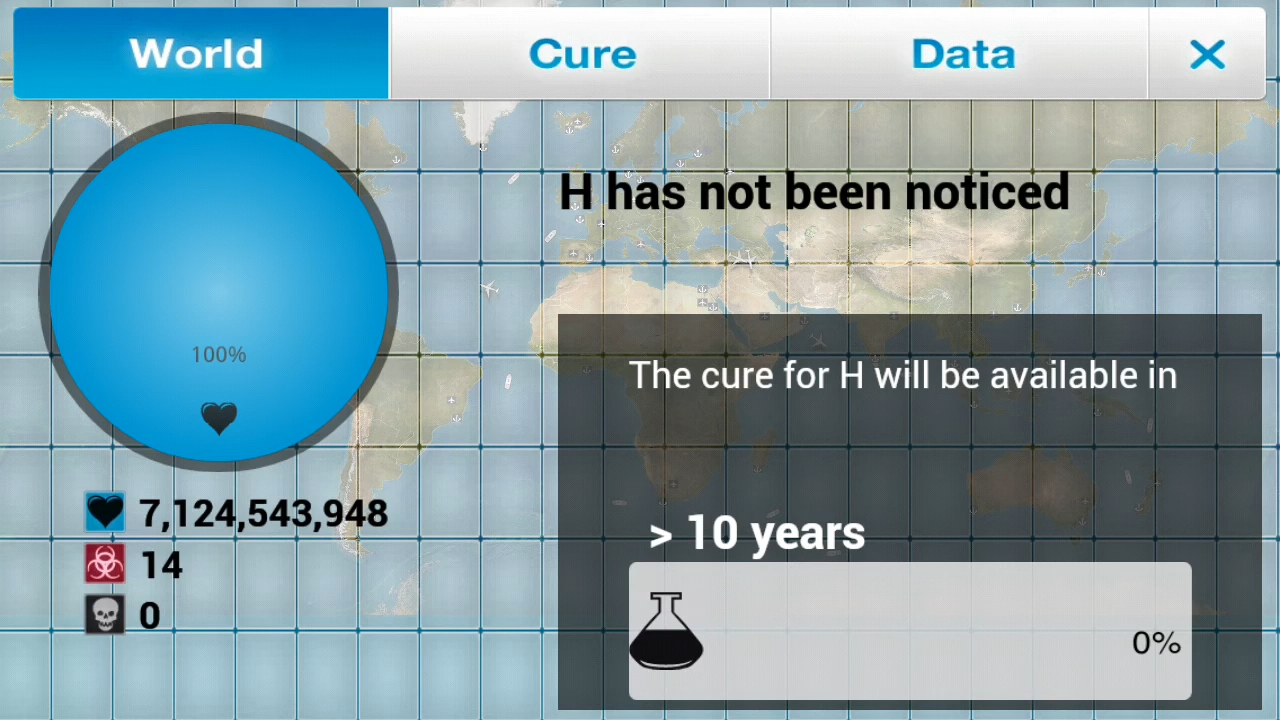 World
Cure
Data
H has not been noticed
100%
The cure for H will be available in
7,124,543,948
> 10 years
14
0
0%